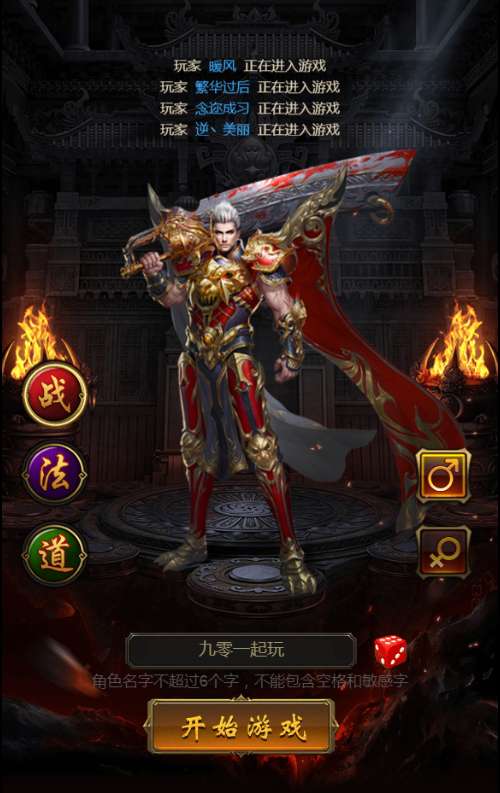 玩家 暖风 正在进入游戏
玩家 繁华过后 正在进入游戏
玩家 念您成习 正在进入游戏
玩家 逆丶美丽 正在进入游戏
战
法
道
九零一起玩
角色名字不超过6个字，不能包含空格和敏感字
开始游戏